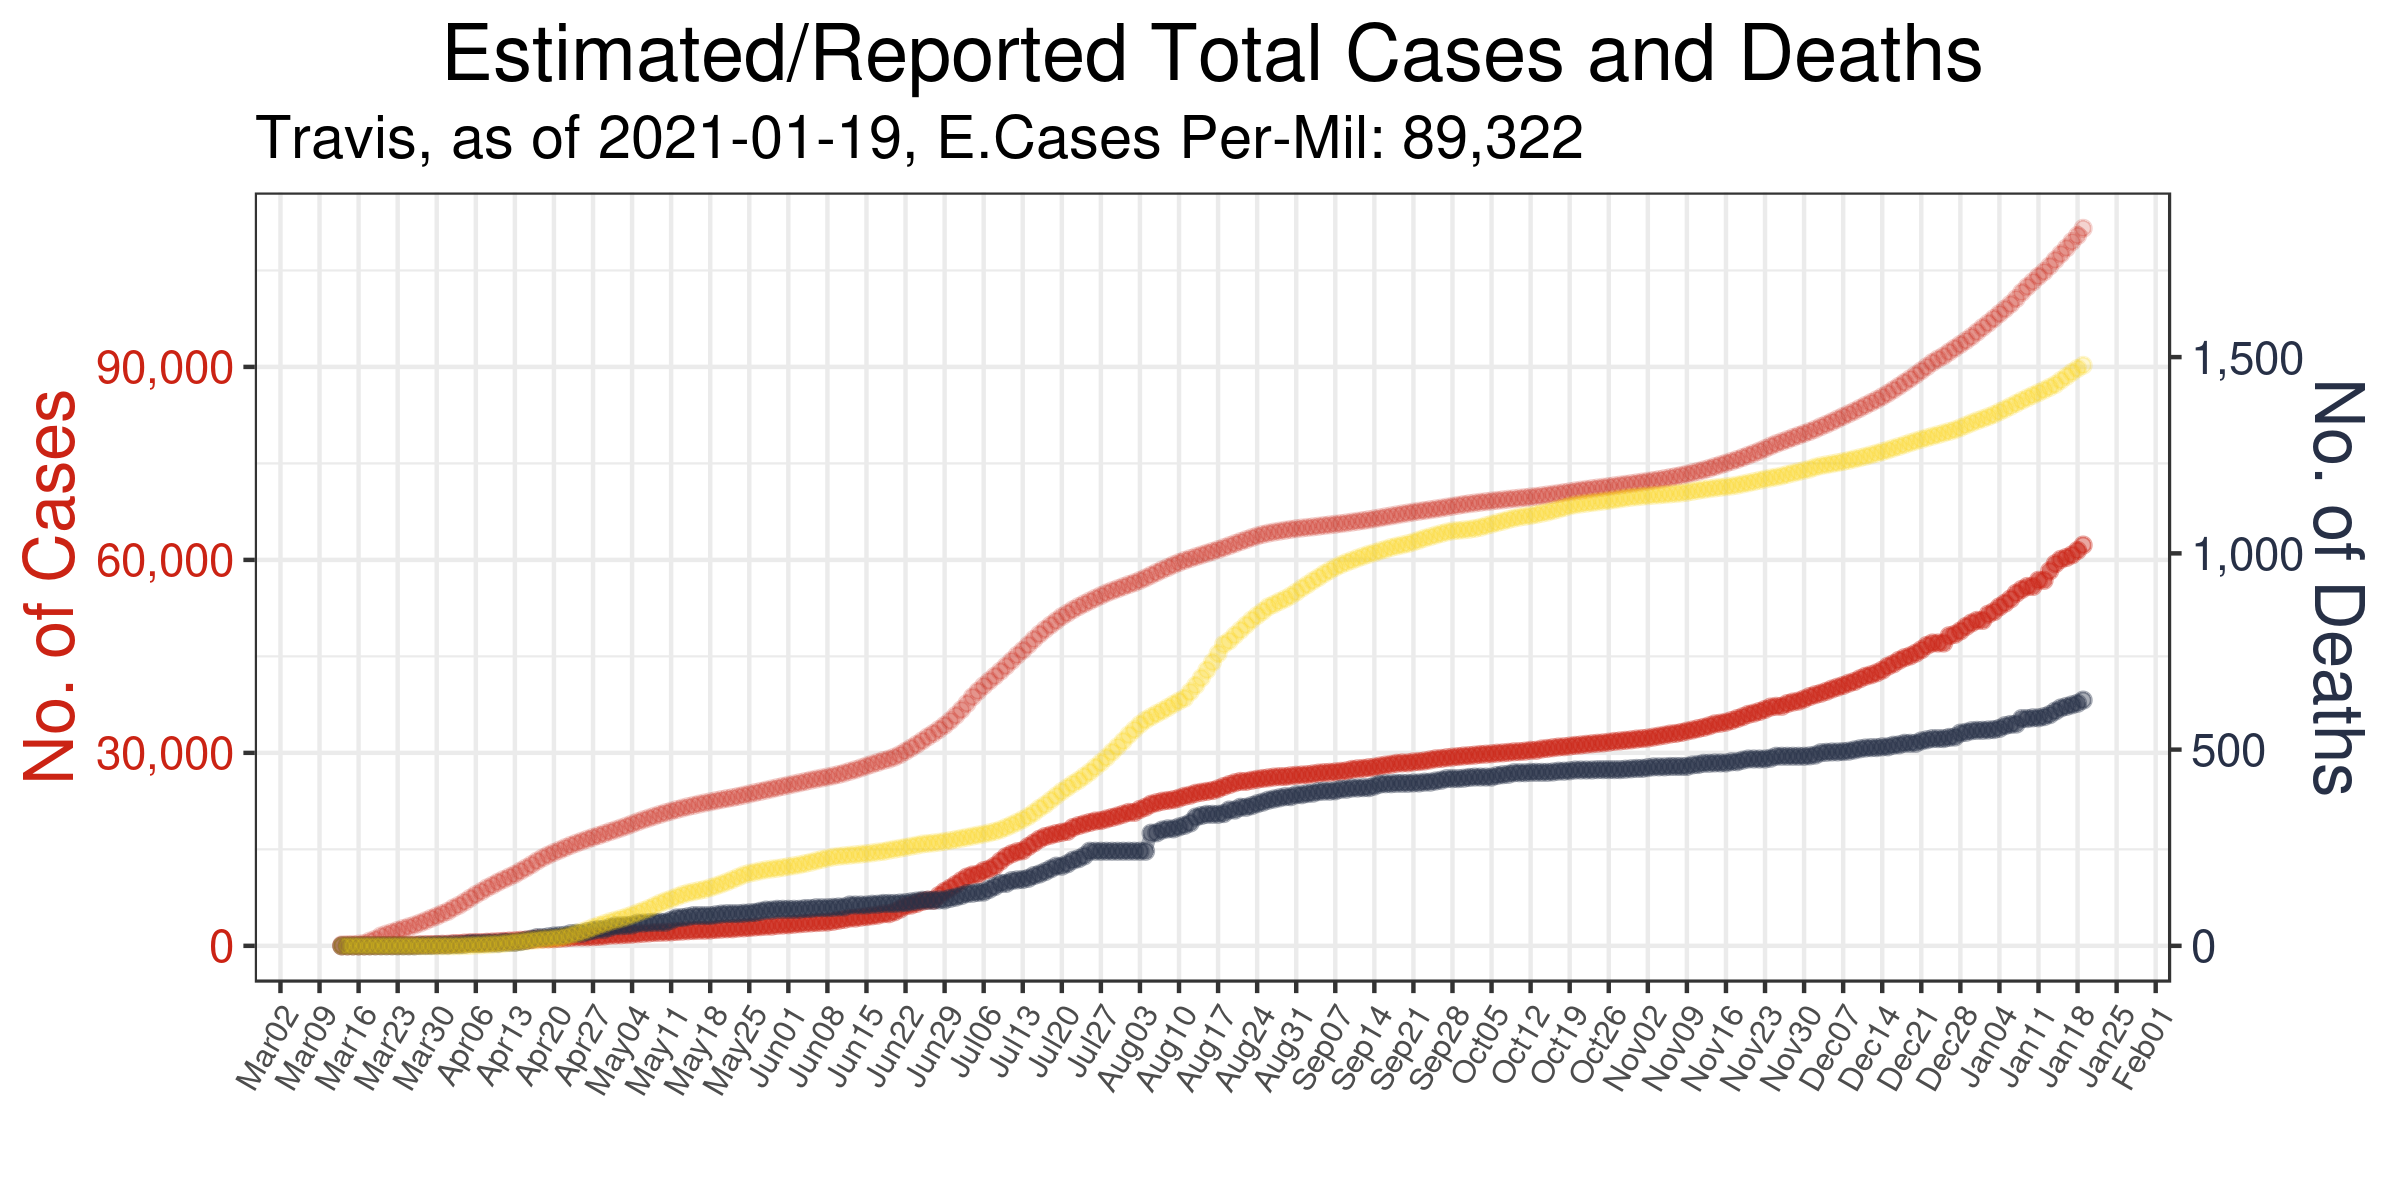 Estimated/Reported Total Cases and Deaths
Travis, as of 2021-01-19, E.Cases Per-Mil: 89,322
No. of Cases
90,000
60,000
30,000
0
1,500
1,000
500
0
No. of Deaths
Mar02
Mar09
Mar16
Mar23
Mar30
Apr06
Apr13
Apr20
Apr27
May04
May11
May18
May25
Jun01
Jun08
Jun15
Jun22
Jun29
Jul06
Jul13
Jul20
Jul27
Aug03
Aug10
Aug17
Aug24
Aug31
Sep07
Sep14
Sep21
Sep28
Oct05
Oct12
Oct19
Oct26
Nov02
Nov09
Nov16
Nov23
Nov30
Dec07
Dec14
Dec21
Dec28
Jan04
Jan11
Jan18
Jan25
Feb01